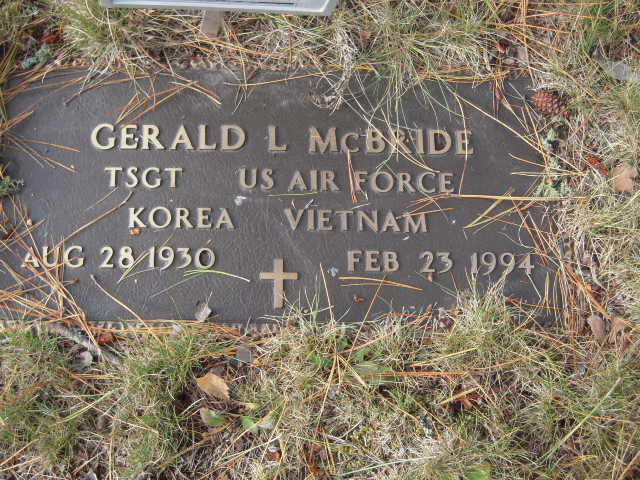 GERALD L McBRIDE
TSGT US AIR FORCE
KOREA VIETNAM
AUG 28 1930 FEB 23 1994